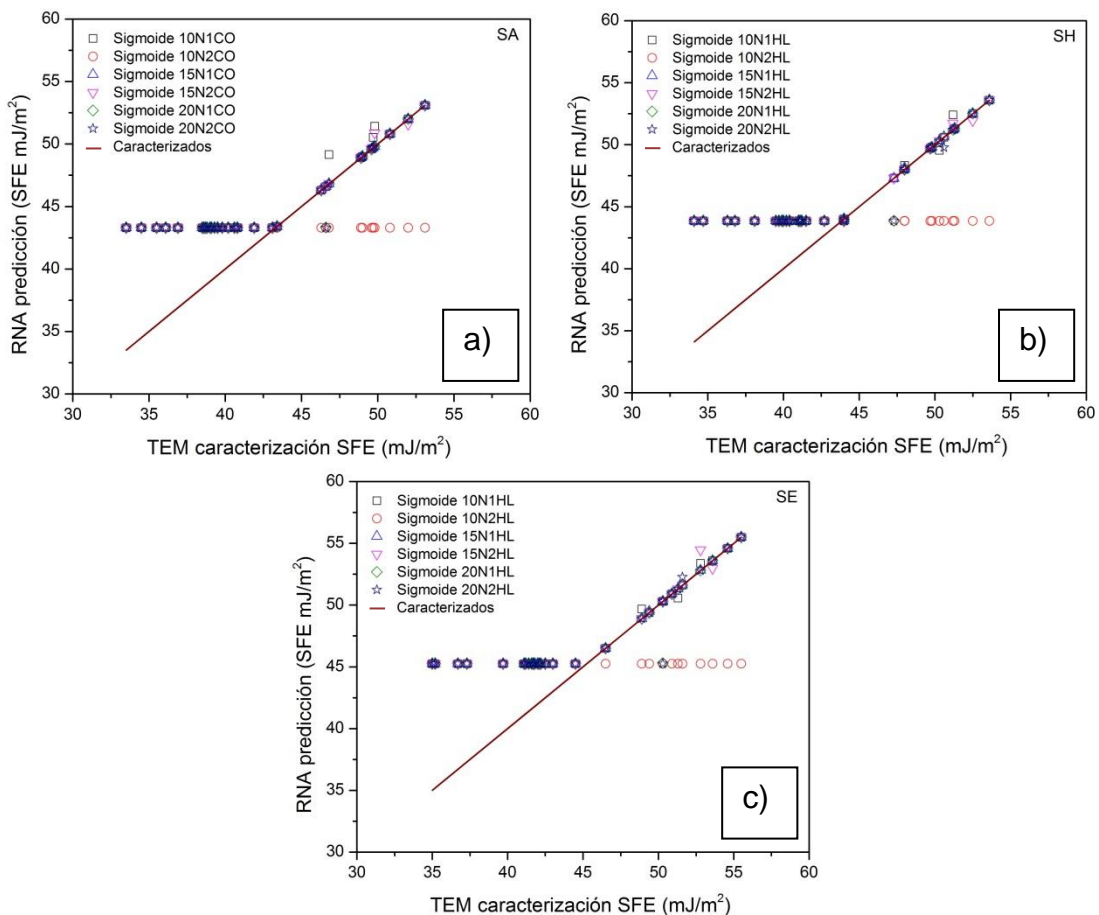 SA
Sigmoide 10N1CO
Sigmoide 10N2CO
Sigmoide 15N1CO
Sigmoide 15N2CO
Sigmoide 20N1CO
Sigmoide 20N2CO
Caracterizados
60
55
50
45
40
35
30
RNA predicción (SFE mJ/m²)
30 35 40 45 50 55 60
TEM caracterización SFE (mJ/m²)
a)
SH
Sigmoide 10N1HL
Sigmoide 10N2HL
Sigmoide 15N1HL
Sigmoide 15N2HL
Sigmoide 20N1HL
Sigmoide 20N2HL
Caracterizados
60
55
50
45
40
35
30
RNA predicción (SFE mJ/m²)
30 35 40 45 50 55 60
TEM caracterización SFE (mJ/m²)
b)
SE
Sigmoide 10N1HL
Sigmoide 10N2HL
Sigmoide 15N1HL
Sigmoide 15N2HL
Sigmoide 20N1HL
Sigmoide 20N2HL
Caracterizados
60
55
50
45
40
35
30
RNA predicción (SFE mJ/m²)
30 35 40 45 50 55 60
TEM caracterización SFE (mJ/m²)
c)